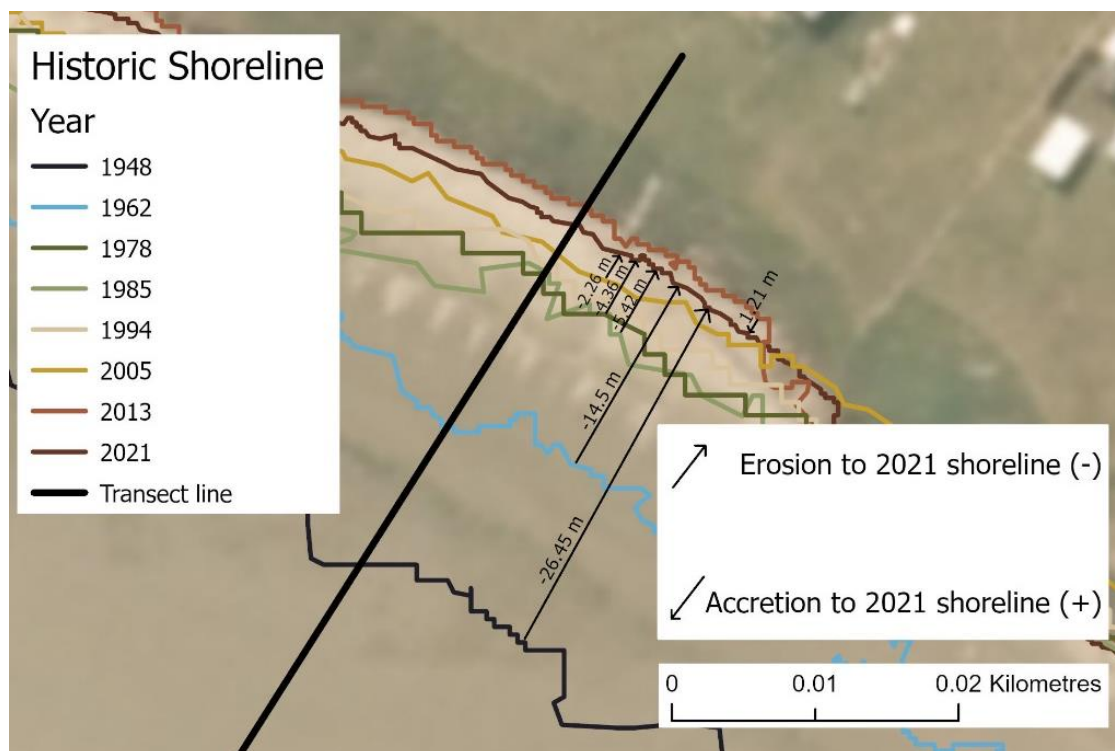 Historic Shoreline
Year
1948
1962
1978
1985
1994
2005
2013
2021
Transect line
-2.26 m
-4.36 m
-5.42 m
1.21 m
-14.5 m
-26.45 m
Erosion to 2021 shoreline (-)
Accretion to 2021 shoreline (+)
0 0.01 0.02 Kilometres